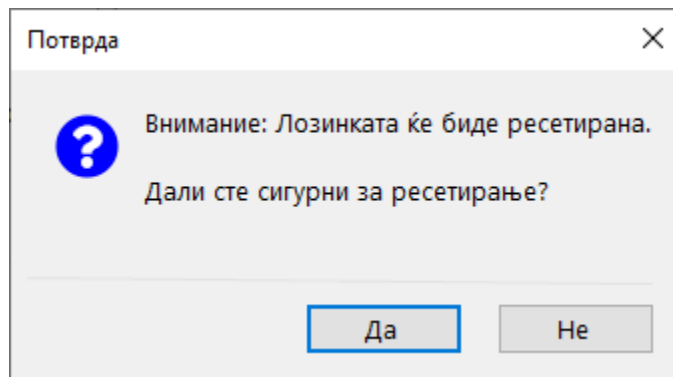 Потврда
Внимание: Лозинката ќе биде ресетирана.
Дали сте сигурни за ресетирање?
Да
Не